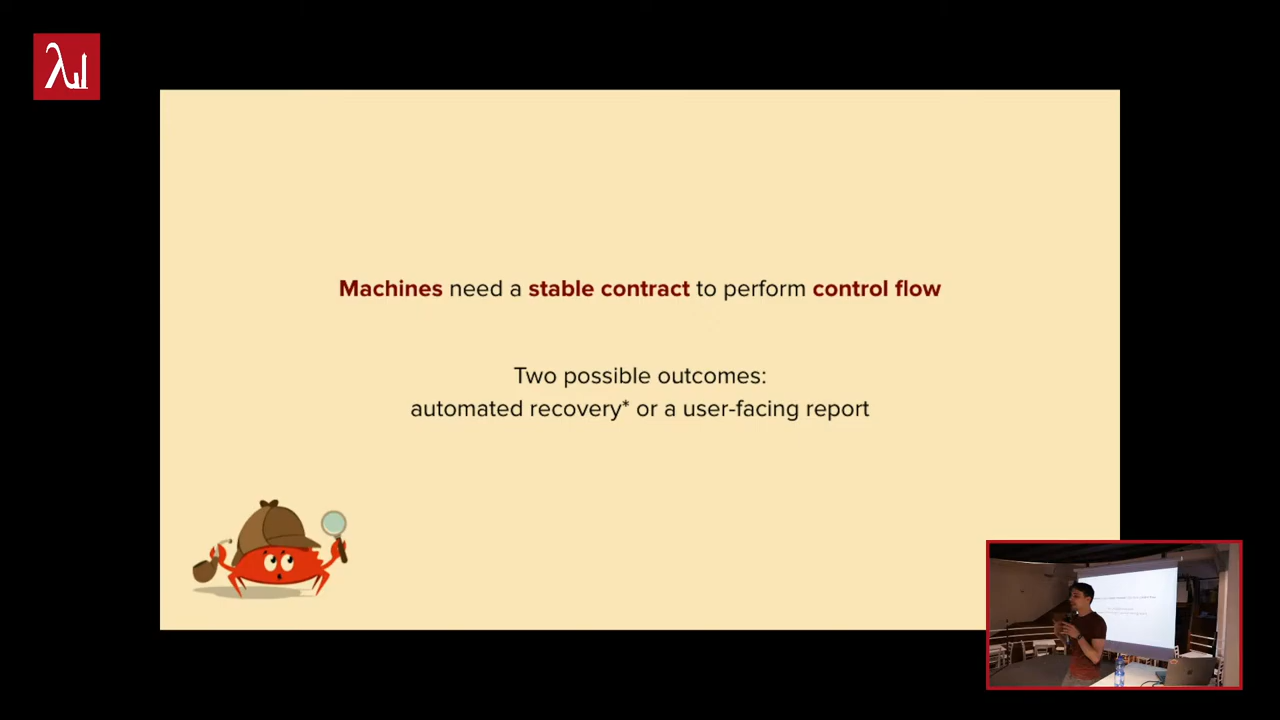 Machines need a stable contract to perform control flow
Two possible outcomes:
automated recovery* or a user-facing report